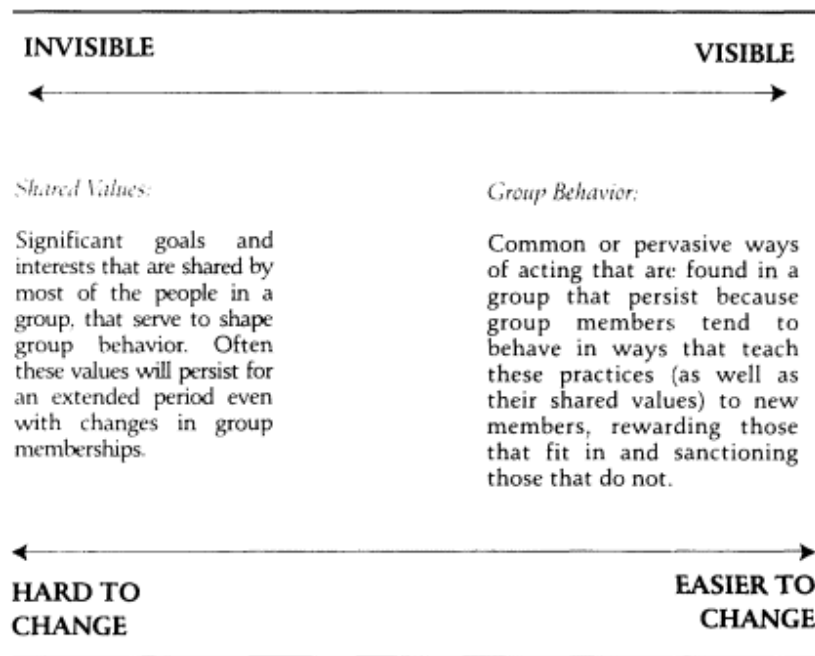 INVISIBLE
VISIBLE
Shared Values:
Significant goals and
interests that are shared by
most of the people in a
group, that serve to shape
group behavior. Often
these values will persist for
an extended period even
with changes in group
memberships.
Group Behavior:
Common or pervasive ways
of acting that are found in a
group that persist because
group members tend to
behave in ways that teach
these practices (as well as
their shared values) to new
members, rewarding those
that fit in and sanctioning
those that do not.
HARD TO
CHANGE
EASIER TO
CHANGE